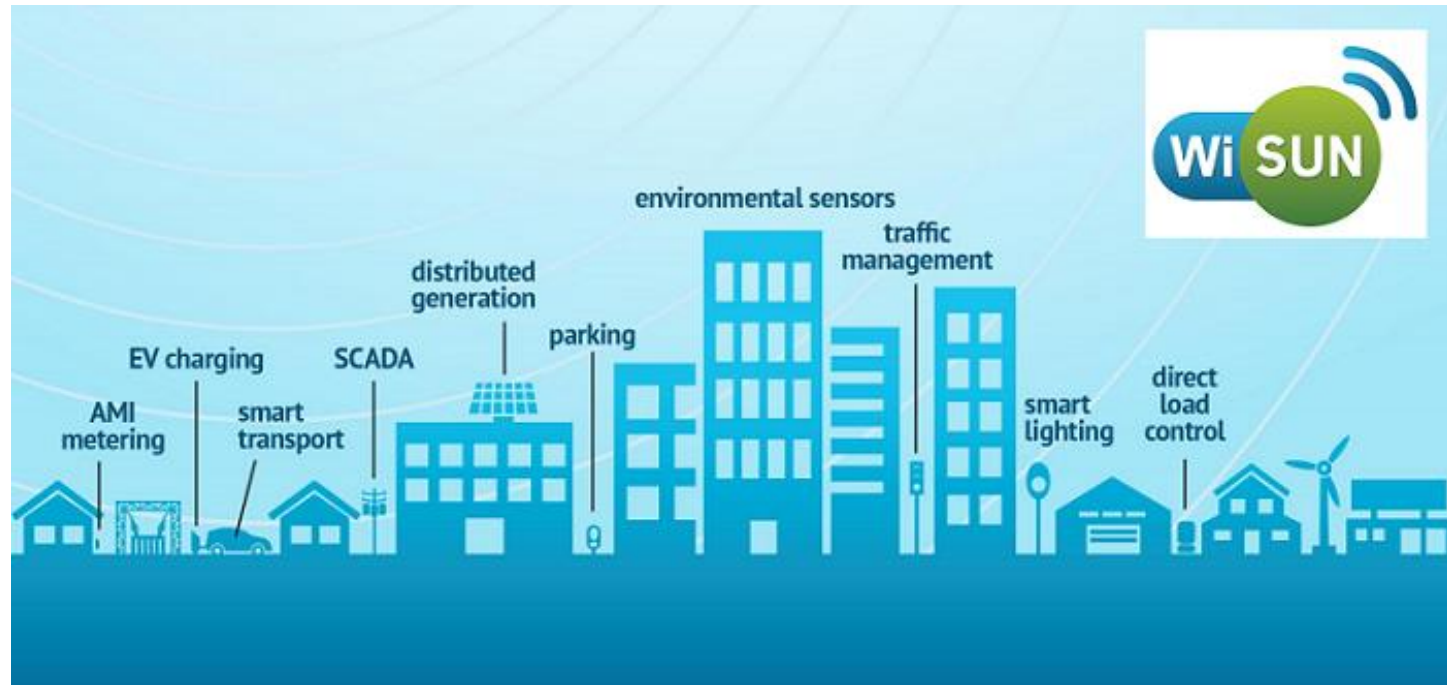 Wi SUN
environmental sensors
traffic
management
distributed
generation
parking
EV charging
SCADA
direct
load
control
AMI
metering
smart
transport
smart
lighting